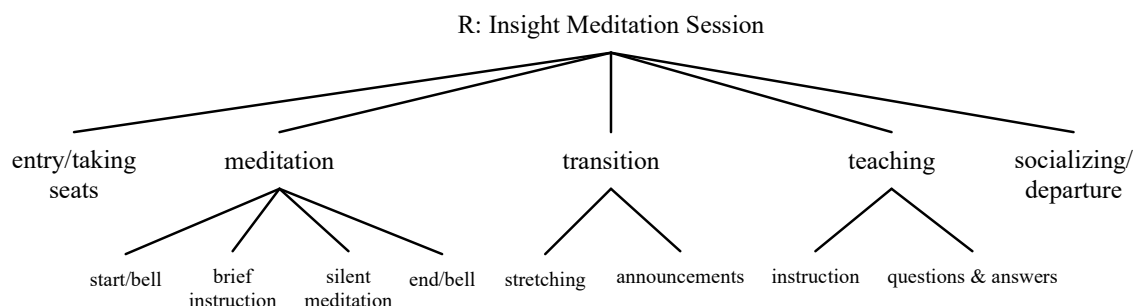 R: Insight Meditation Session
entry/taking
seats
meditation
transition
teaching
socializing/
departure
start/bell
brief
instruction
silent
meditation
end/bell
stretching
announcements
instruction
questions & answers